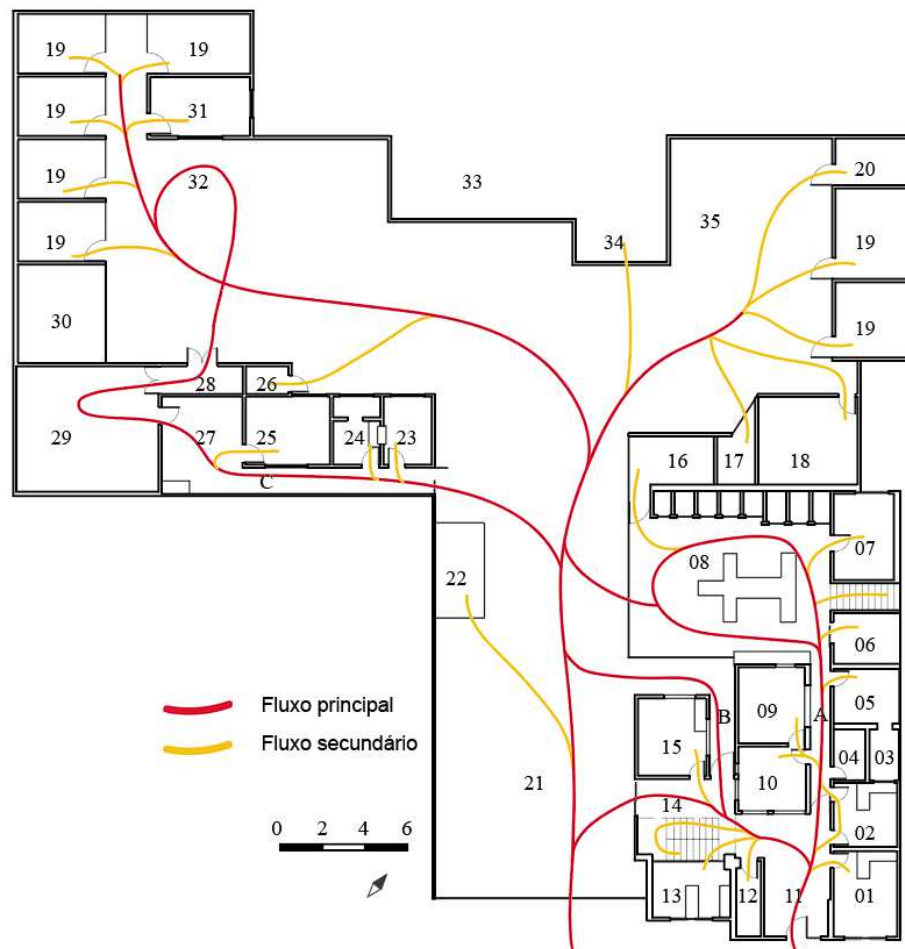 19 19
19 31
19 32 33 20
19 34 35 19
30 19
28 26
29 27 25 24 23 16 17 18
C
22 08 07
06
Fluxo principal 09 B A 05
Fluxo secundário 15 10 04 03
21 14 02
0 2 4 6
13 12 11 01